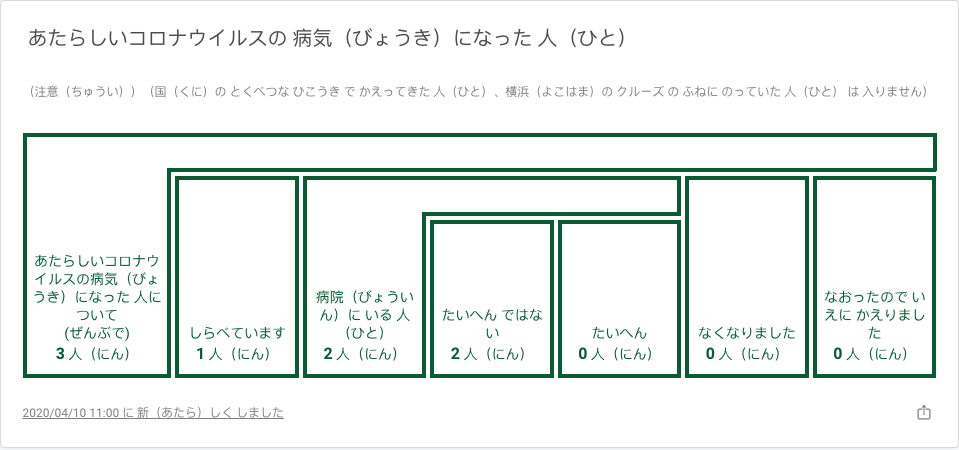 あたらしいコロナウイルスの 病気（びょうき）になった 人（ひと）
（注意（ちゅうい））（国（くに）の とくべつな ひこうき で かえってきた 人（ひと）、横浜（よこはま）の クルーズ の ふねに のっていた 人（ひと） は 入りません）
あたらしいコロナウ
イルスの病気（びょ
うき）になった 人に
ついて
(ぜんぶで)
3 人（にん）
しらべています
1 人（にん）
病院（びょういん
ん）に いる 人
（ひと）
2 人（にん）
たいへん ではな
い
2 人（にん）
たいへん
0 人（にん）
なくなりました
0 人（にん）
なおったので い
えに かえりまし
た
0 人（にん）
2020/04/10 11:00 に 新（あたら）しく しました